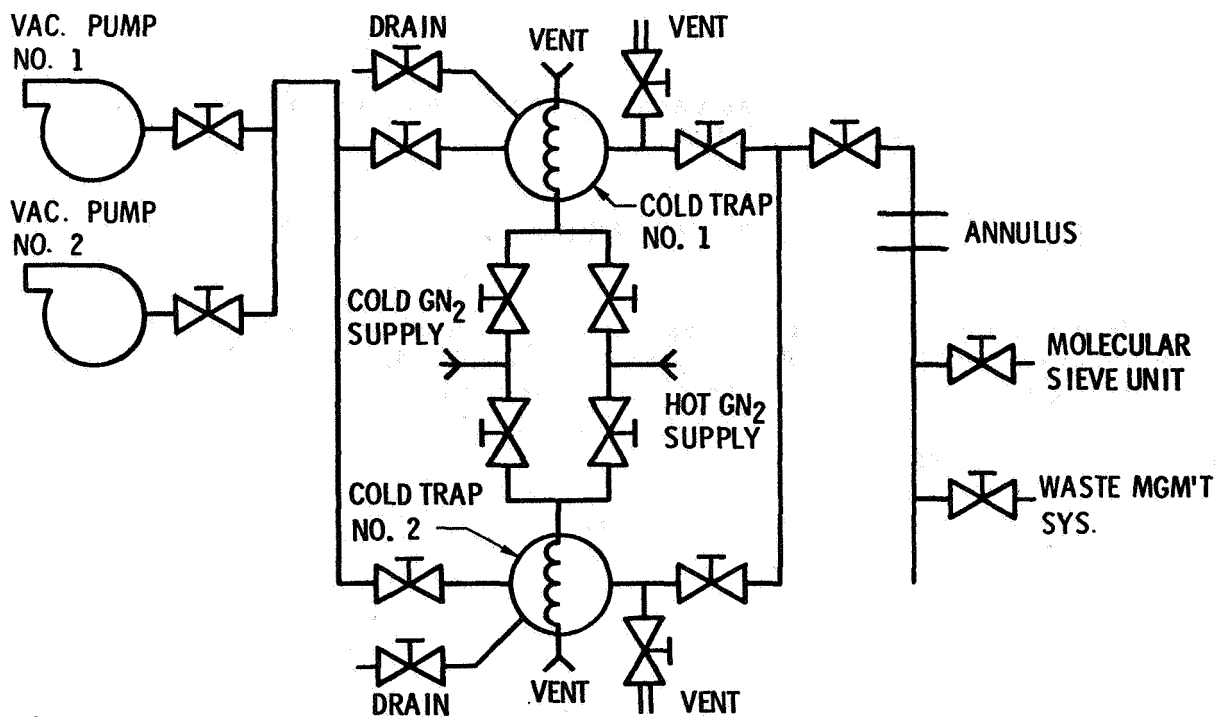 VAC. PUMP
NO. 1
DRAIN
VENT
VENT
VAC. PUMP
NO. 2
COLD TRAP
NO. 1
ANNULUS
COLD GN₂
SUPPLY
MOLECULAR
SIEVE UNIT
HOT GN₂
SUPPLY
COLD TRAP
NO. 2
WASTE MGM'T
SYS.
DRAIN
VENT
VENT